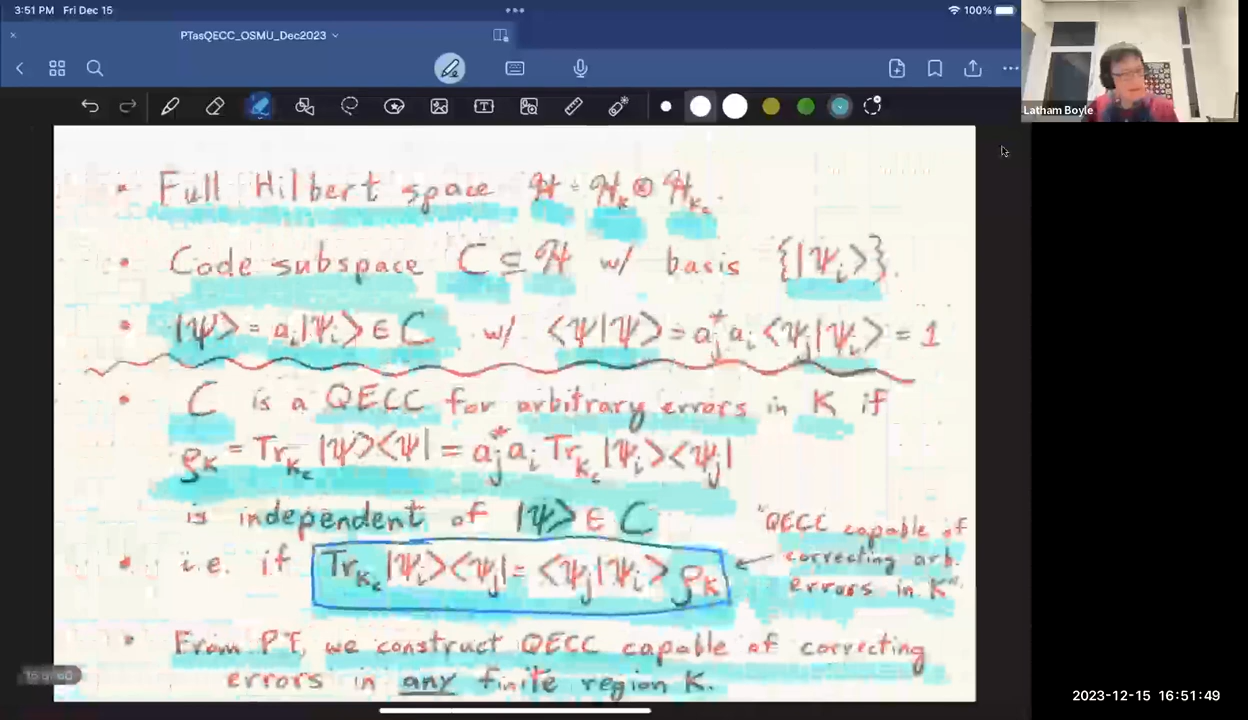 3:51 PM Fri Dec 15
100%
PTasQECC_OSMU_Dec2023
Latham Boyle
• Full Hilbert space ℋ = ℋ_K ⊗ ℋ_{K_c}.
• Code subspace C ⊆ ℋ w/ basis {|Ψ_i>}.
• |Ψ> = a_i|Ψ_i> ∈ C w/ <Ψ|Ψ> = a_j^* a_i <Ψ_j|Ψ_i> = 1
• C is a QECC for arbitrary errors in K if
ρ_K = Tr_{K_c} |Ψ><Ψ| = a_j^* a_i Tr_{K_c} |Ψ_i><Ψ_j|
is independent of |Ψ> ∈ C
"QECC capable of
correcting arb.
errors in K"
• i.e. if Tr_{K_c} |Ψ_i><Ψ_j| = <Ψ_j|Ψ_i> ρ_K
• From PT, we construct QECC capable of correcting
errors in any finite region K.
2023-12-15 16:51:49